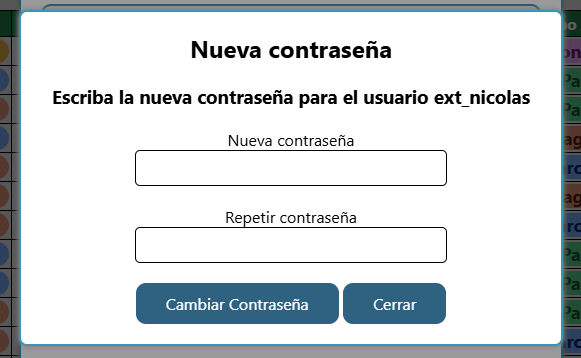 Nueva contraseña
Escriba la nueva contraseña para el usuario ext_nicolas
Nueva contraseña
Repetir contraseña
Cambiar Contraseña
Cerrar